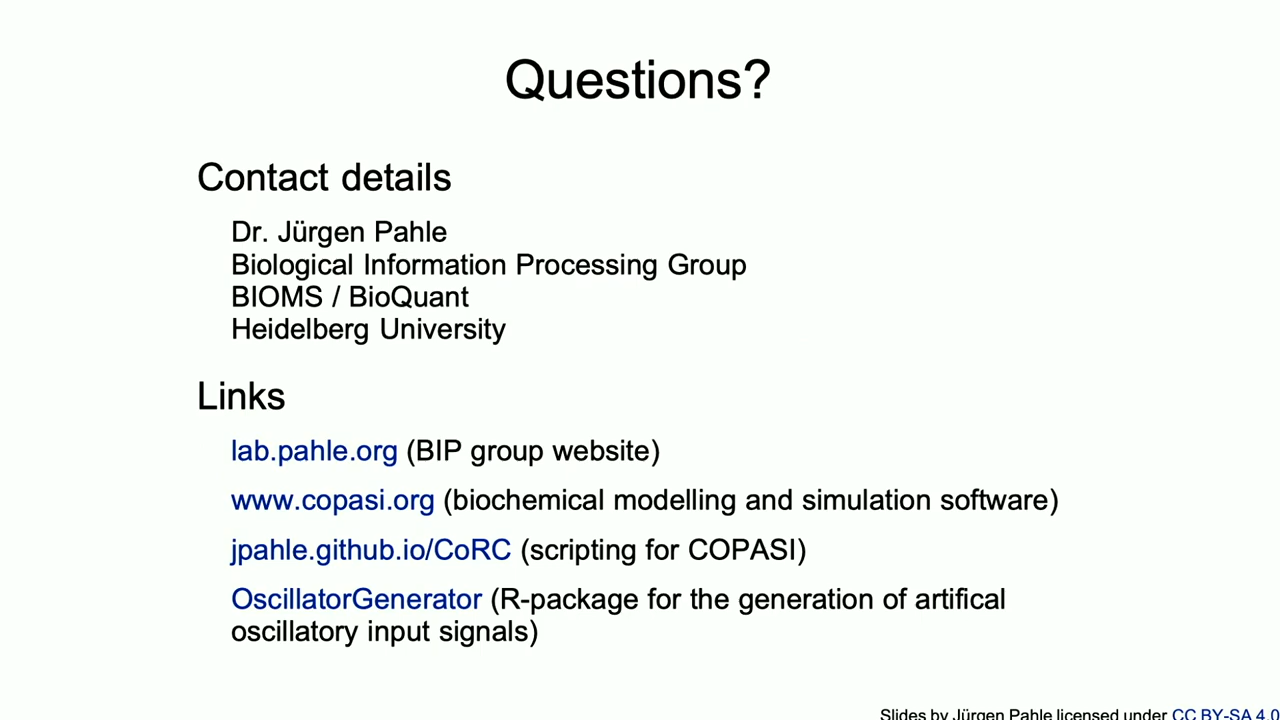 Questions?
Contact details
Dr. Jürgen Pahle
Biological Information Processing Group
BIOMS / BioQuant
Heidelberg University
Links
lab.pahle.org (BIP group website)
www.copasi.org (biochemical modelling and simulation software)
jpahle.github.io/CoRC (scripting for COPASI)
OscillatorGenerator (R-package for the generation of artifical
oscillatory input signals)
Slides by Jürgen Pahle licensed under CC BY-SA 4.0